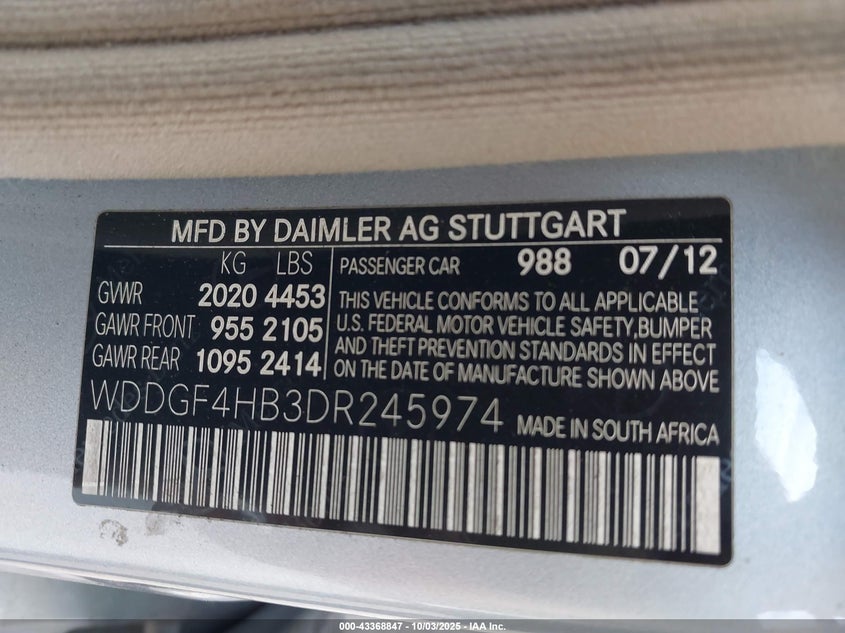 MFD BY DAIMLER AG STUTTGART
KG LBS
GVWR 2020 4453
GAWR FRONT 955 2105
GAWR REAR 1095 2414
PASSENGER CAR 988 07/12
THIS VEHICLE CONFORMS TO ALL APPLICABLE
U.S. FEDERAL MOTOR VEHICLE SAFETY,BUMPER
AND THEFT PREVENTION STANDARDS IN EFFECT
ON THE DATE OF MANUFACTURE SHOWN ABOVE
WDDGF4HB3DR245974 MADE IN SOUTH AFRICA
000-43368847 - 10/03/2025 - IAA Inc.